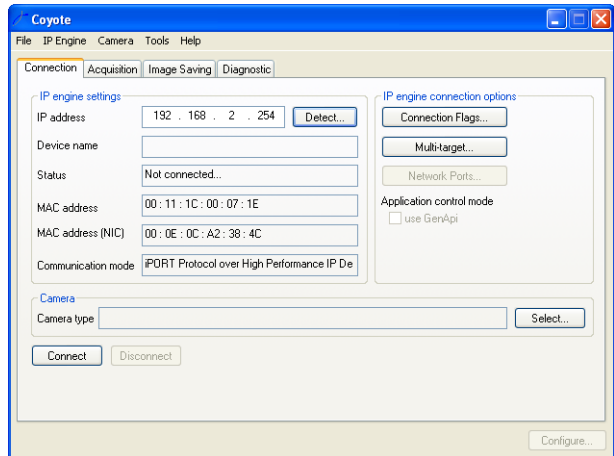 Coyote
File IP Engine Camera Tools Help
Connection Acquisition Image Saving Diagnostic
IP engine settings
IP address 192 . 168 . 2 . 254 Detect...
Device name
Status Not connected...
MAC address 00 : 11 : 1C : 00 : 07 : 1E
MAC address (NIC) 00 : 0E : 0C : A2 : 38 : 4C
Communication mode iPORT Protocol over High Performance IP De
IP engine connection options
Connection Flags...
Multi-target...
Network Ports...
Application control mode
use GenApi
Camera
Camera type Select...
Connect Disconnect
Configure...